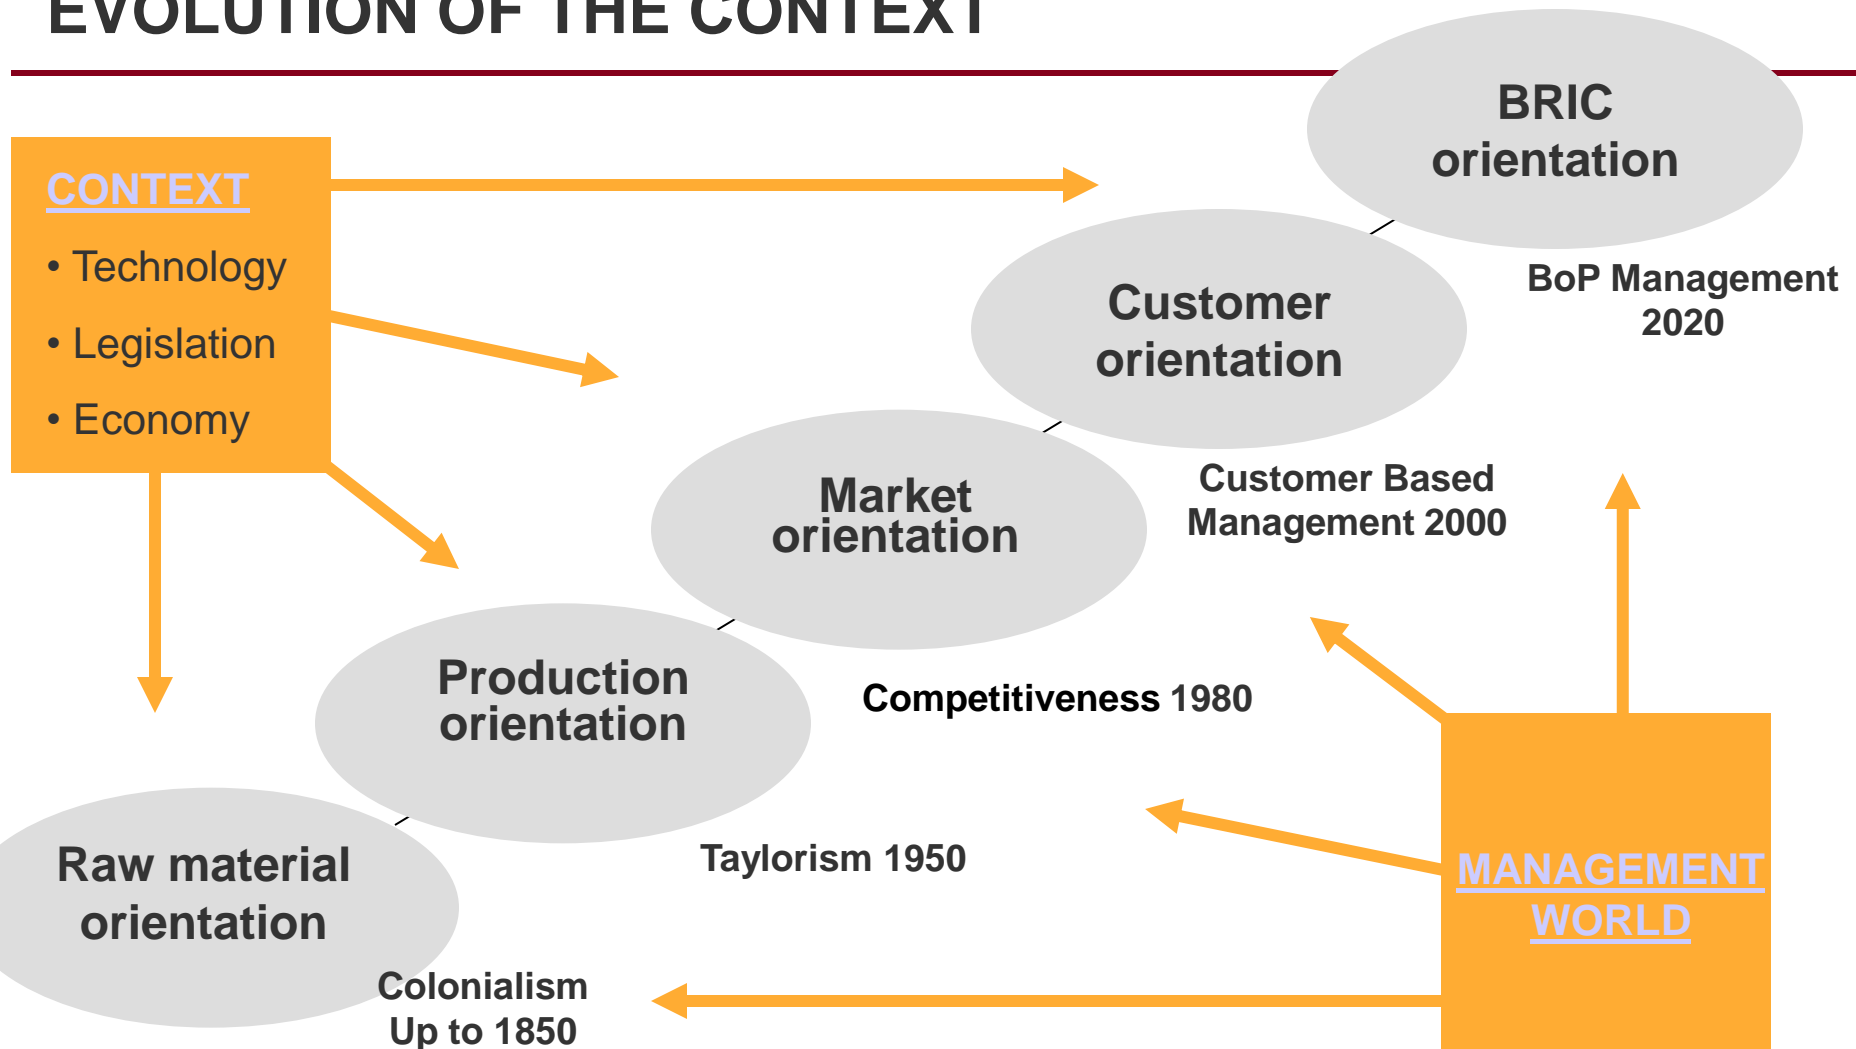 EVOLUTION OF THE CONTEXT
BRIC
orientation
CONTEXT
• Technology
• Legislation
• Economy
BoP Management
2020
Customer
orientation
Customer Based
Management 2000
Market
orientation
Competitiveness 1980
Production
orientation
Taylorism 1950
Raw material
orientation
Colonialism
Up to 1850
MANAGEMENT
WORLD